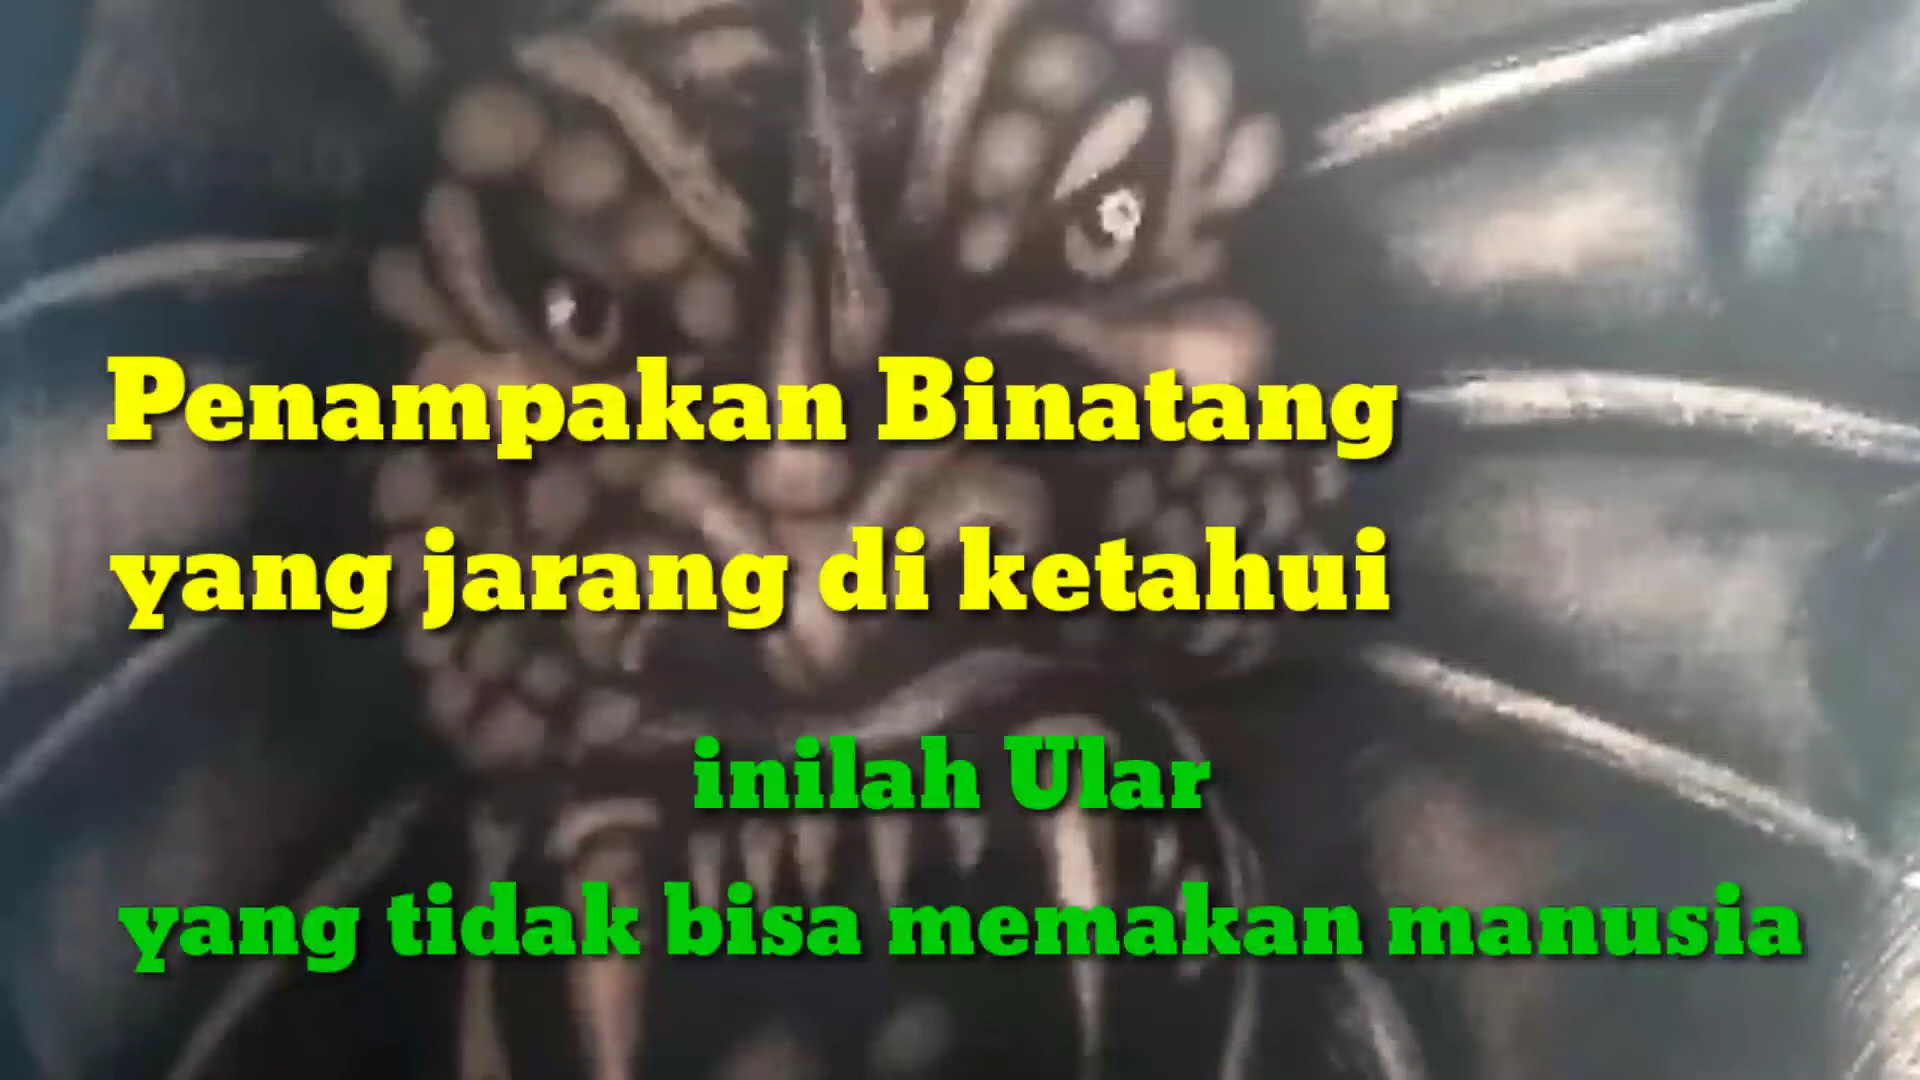 Penampakan Binatang
yang jarang di ketahui
inilah Ular
yang tidak bisa memakan manusia